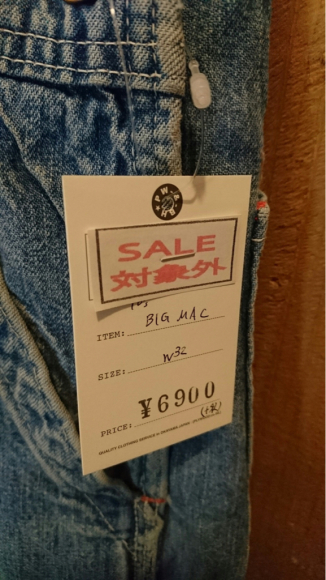 SALE
対象外
ITEM: BIG MAC
SIZE: W32
¥6900
PRICE: